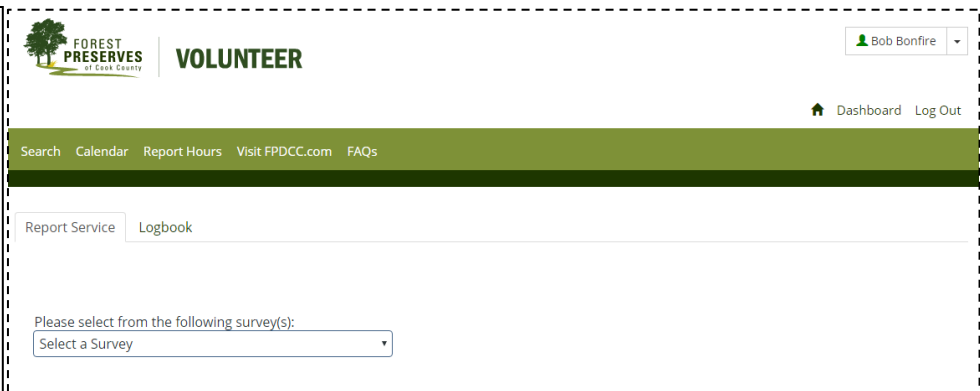 FOREST
PRESERVES
of Cook County
VOLUNTEER
Bob Bonfire
Dashboard Log Out
Search Calendar Report Hours Visit FPDCC.com FAQs
Report Service Logbook
Please select from the following survey(s):
Select a Survey